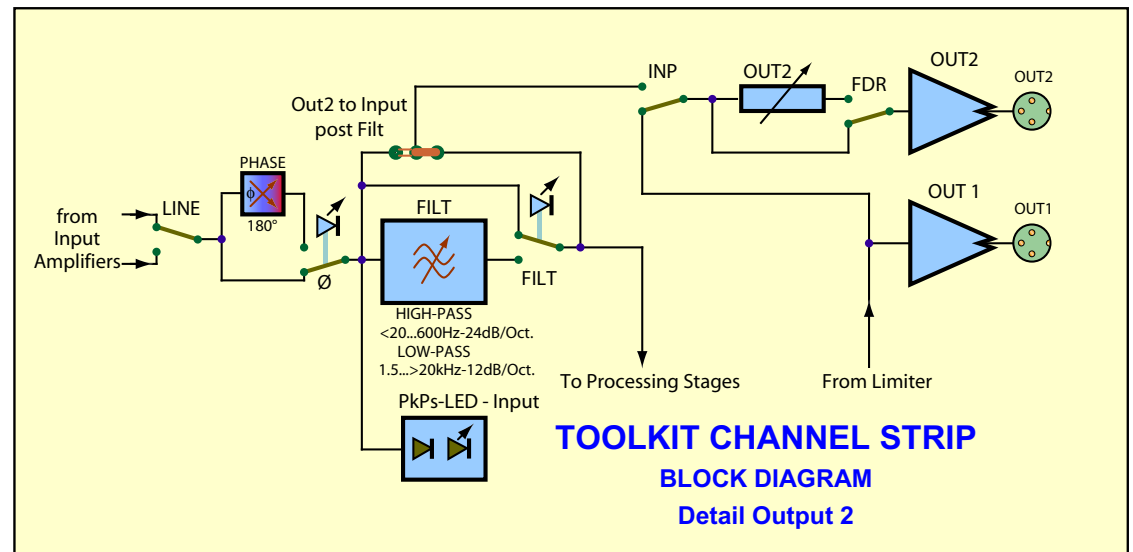 INP
OUT2
FDR
OUT2
OUT2
Out2 to Input
post Filt
PHASE
ϕ
180°
LINE
from
Input
Amplifiers
Ø
FILT
FILT
HIGH-PASS
<20...600Hz-24dB/Oct.
LOW-PASS
1.5...>20kHz-12dB/Oct.
OUT 1
OUT1
To Processing Stages
From Limiter
PkPs-LED - Input
TOOLKIT CHANNEL STRIP
BLOCK DIAGRAM
Detail Output 2